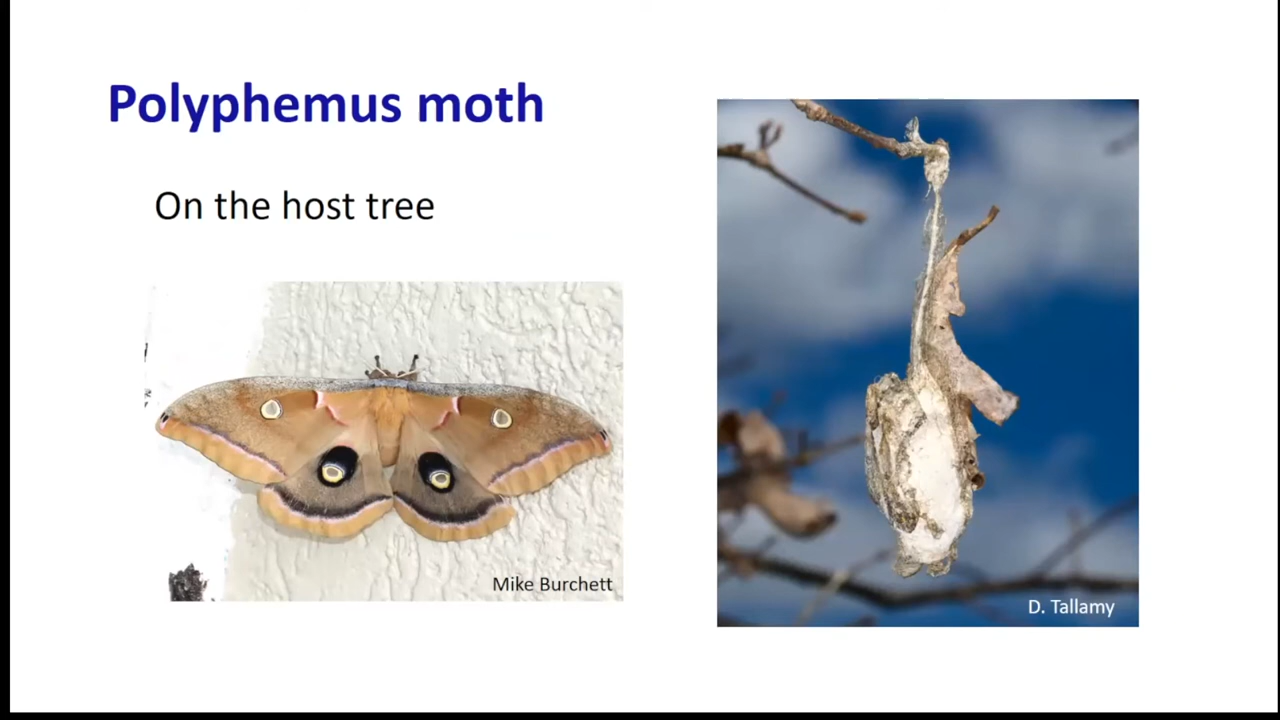 Polyphemus moth
On the host tree
Mike Burchett
D. Tallamy